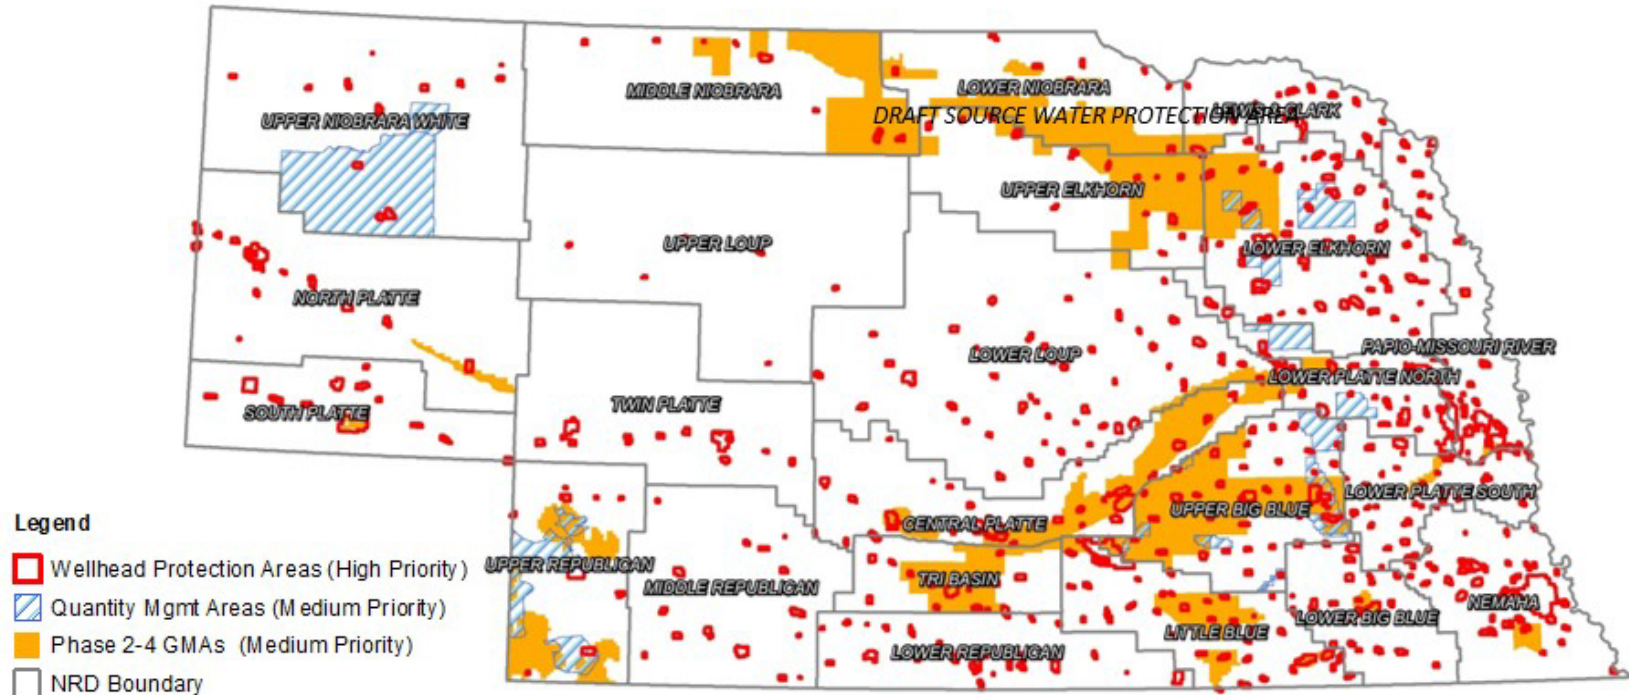 MIDDLE NIOBRARA
LOWER NIOBRARA
DRAFT SOURCE WATER PROTECTION AREA
LEWIS & CLARK
UPPER NIOBRARA WHITE
UPPER ELKHORN
UPPER LOUP
LOWER ELKHORN
NORTH PLATTE
LOWER LOUP
PAPIO-MISSOURI RIVER
LOWER PLATTE NORTH
SOUTH PLATTE
TWIN PLATTE
LOWER PLATTE SOUTH
UPPER BIG BLUE
CENTRAL PLATTE
UPPER REPUBLICAN
MIDDLE REPUBLICAN
TRI BASIN
NEMAHA
LOWER BIG BLUE
LITTLE BLUE
LOWER REPUBLICAN
Legend
Wellhead Protection Areas (High Priority)
Quantity Mgmt Areas (Medium Priority)
Phase 2-4 GMAs (Medium Priority)
NRD Boundary